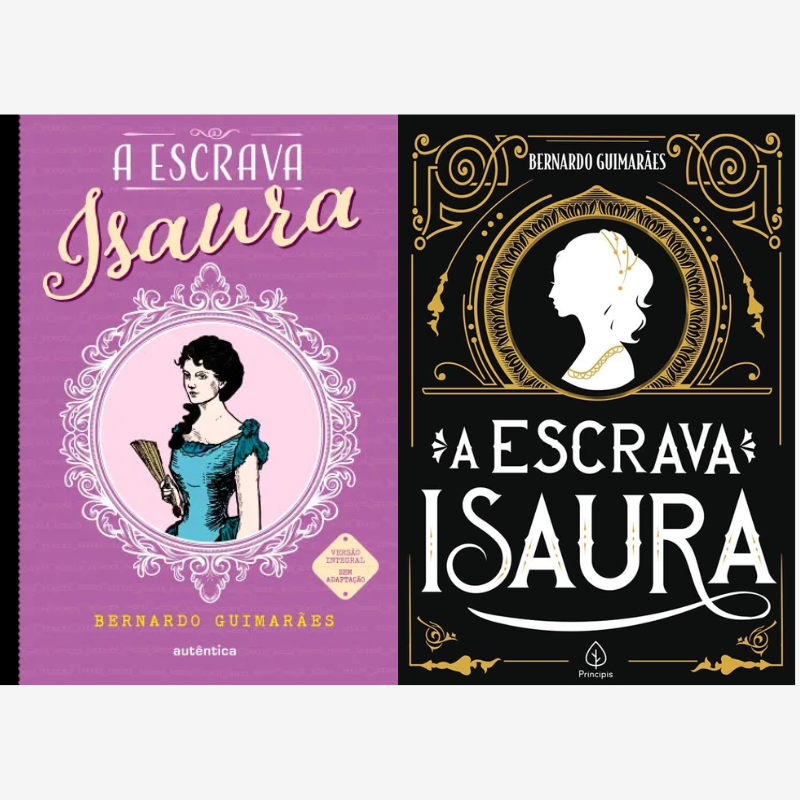 A ESCRAVA
Isaura
VERSÃO
INTEGRAL
SEM
ADAPTAÇÃO
BERNARDO GUIMARÃES
autêntica
BERNARDO GUIMARÃES
A ESCRAVA
ISAURA
Principis